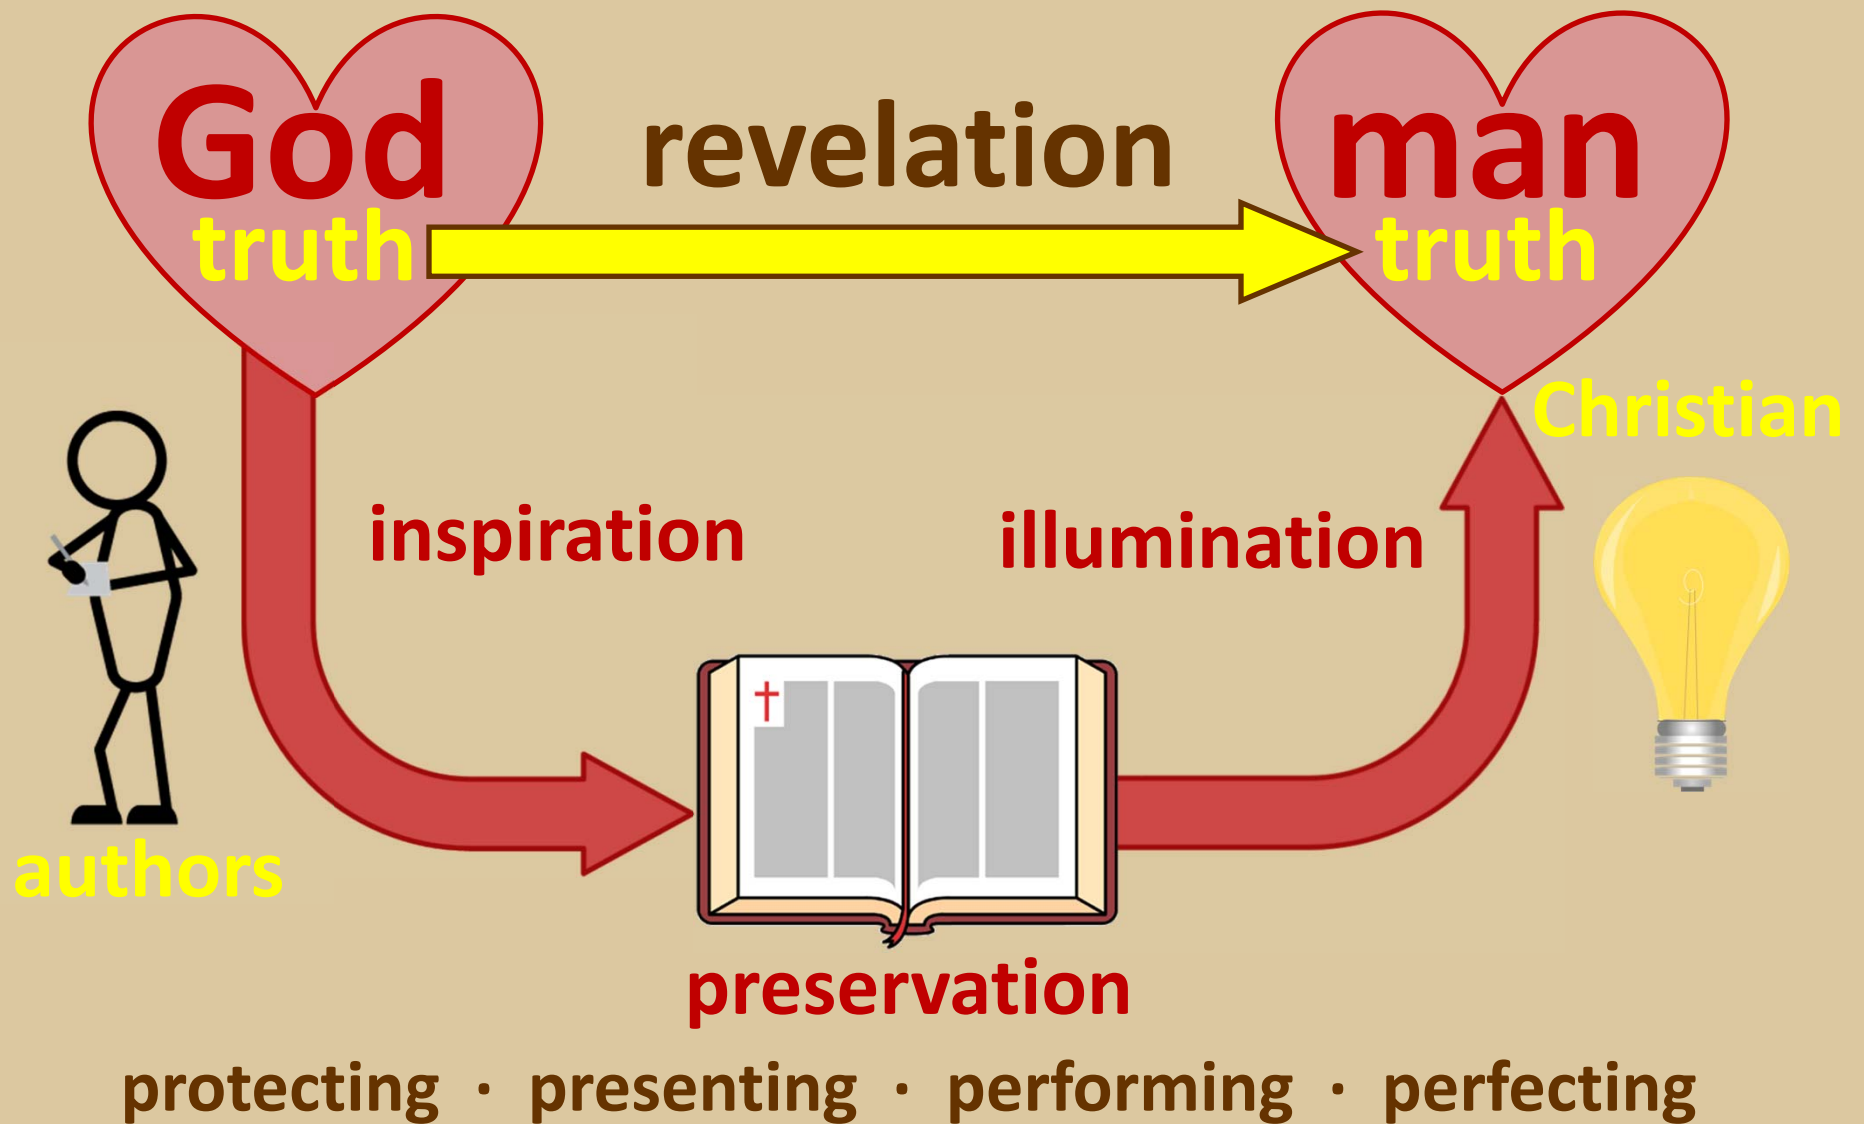 God
revelation
man
truth
truth
Christian
inspiration
illumination
authors
preservation
protecting · presenting · performing · perfecting